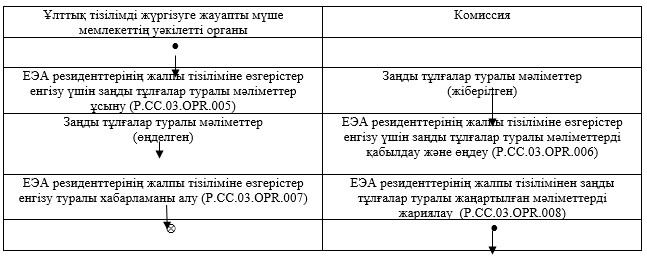 Ұлттық тізілімді жүргізуге жауапты мүше
мемлекеттің уәкілетті органы
Комиссия
ЕЭА резиденттерінің жалпы тізіліміне өзгерістер
енгізу үшін заңды тұлғалар туралы мәліметтер
ұсыну (P.CC.03.OPR.005)
Заңды тұлғалар туралы мәліметтер
(жіберілген)
Заңды тұлғалар туралы мәліметтер
(өңделген)
ЕЭА резиденттерінің жалпы тізіліміне өзгерістер
енгізу үшін заңды тұлғалар туралы мәліметтерді
қабылдау және өңдеу (P.CC.03.OPR.006)
ЕЭА резиденттерінің жалпы тізіліміне өзгерістер
енгізу туралы хабарламаны алу (P.CC.03.OPR.007)
ЕЭА резиденттерінің жалпы тізілімінен заңды
тұлғалар туралы жаңартылған мәліметтерді
жариялау (P.CC.03.OPR.008)